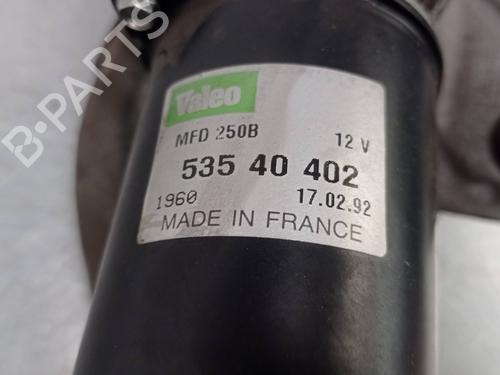 Valeo
MFD 250B 12 V
535 40 402
1960 17.02.92
MADE IN FRANCE
B-PARTS